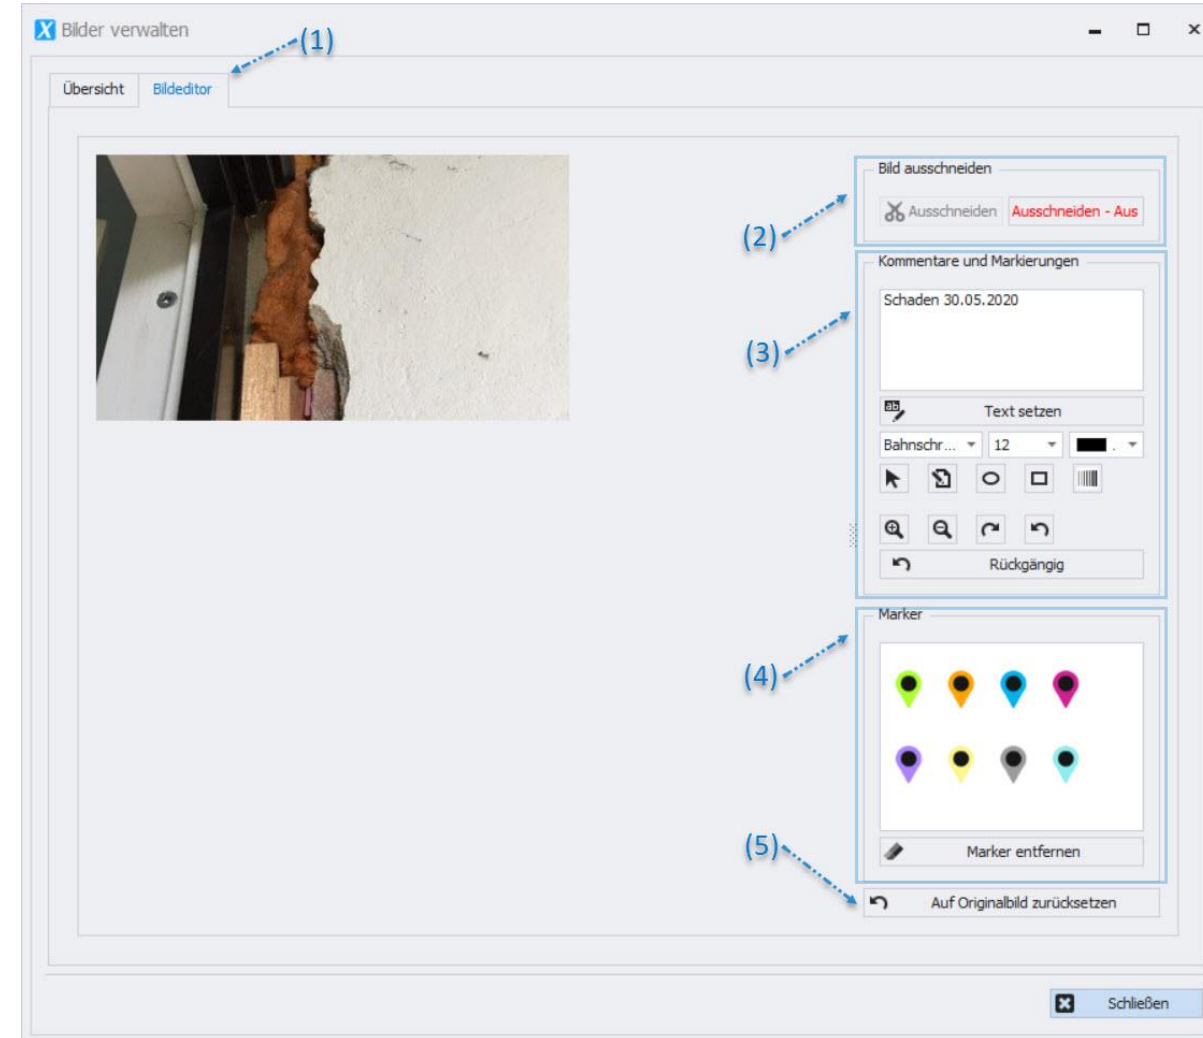 X Bilder verwalten
(1)
Übersicht Bildeditor
Bild ausschneiden
Ausschneiden Ausschneiden - Aus
(2)
Kommentare und Markierungen
Schaden 30.05.2020
(3)
ab Text setzen
Bahnschr... 12 .
Rückgängig
Marker
(4)
(5)
Marker entfernen
Auf Originalbild zurücksetzen
Schließen